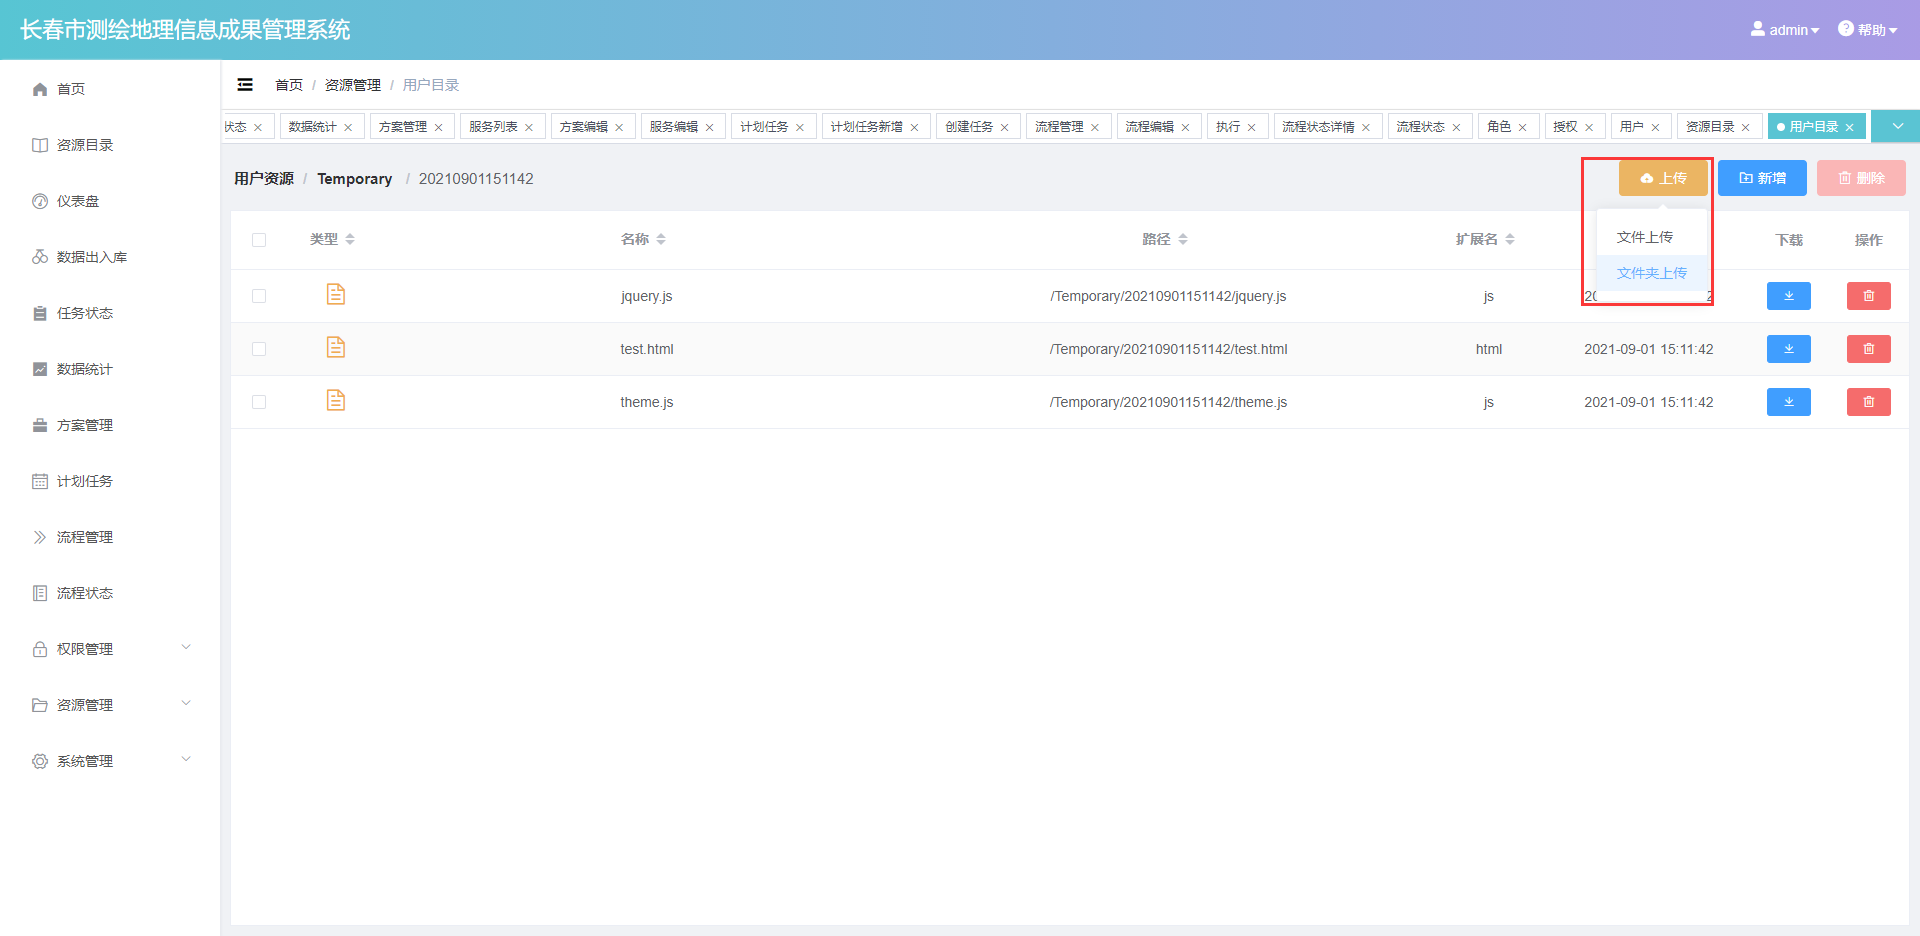 长春市测绘地理信息成果管理系统
admin
帮助
首页
资源目录
仪表盘
数据出入库
任务状态
数据统计
方案管理
计划任务
流程管理
流程状态
权限管理
资源管理
系统管理
首页 / 资源管理 / 用户目录
状态 数据统计 方案管理 服务列表 方案编辑 服务编辑 计划任务 计划任务新增 创建任务 流程管理 流程编辑 执行 流程状态详情 流程状态 角色 授权 用户 资源目录 用户目录
用户资源 / Temporary / 20210901151142
上传 新增 删除
文件上传
文件夹上传
类型 名称 路径 扩展名 下载 操作
jquery.js /Temporary/20210901151142/jquery.js js
test.html /Temporary/20210901151142/test.html html 2021-09-01 15:11:42
theme.js /Temporary/20210901151142/theme.js js 2021-09-01 15:11:42